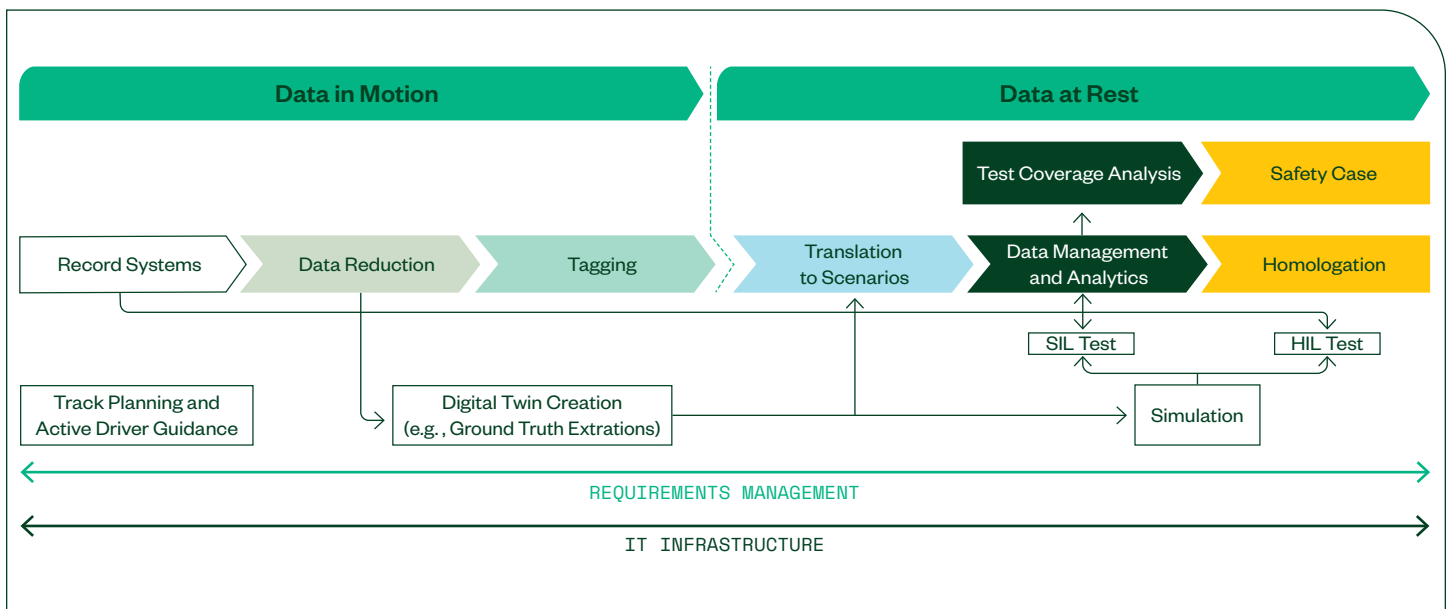 Data in Motion
Data at Rest
Test Coverage Analysis
Safety Case
Record Systems
Data Reduction
Tagging
Translation
to Scenarios
Data Management
and Analytics
Homologation
SIL Test
HIL Test
Track Planning and
Active Driver Guidance
Digital Twin Creation
(e.g., Ground Truth Extrations)
Simulation
REQUIREMENTS MANAGEMENT
IT INFRASTRUCTURE